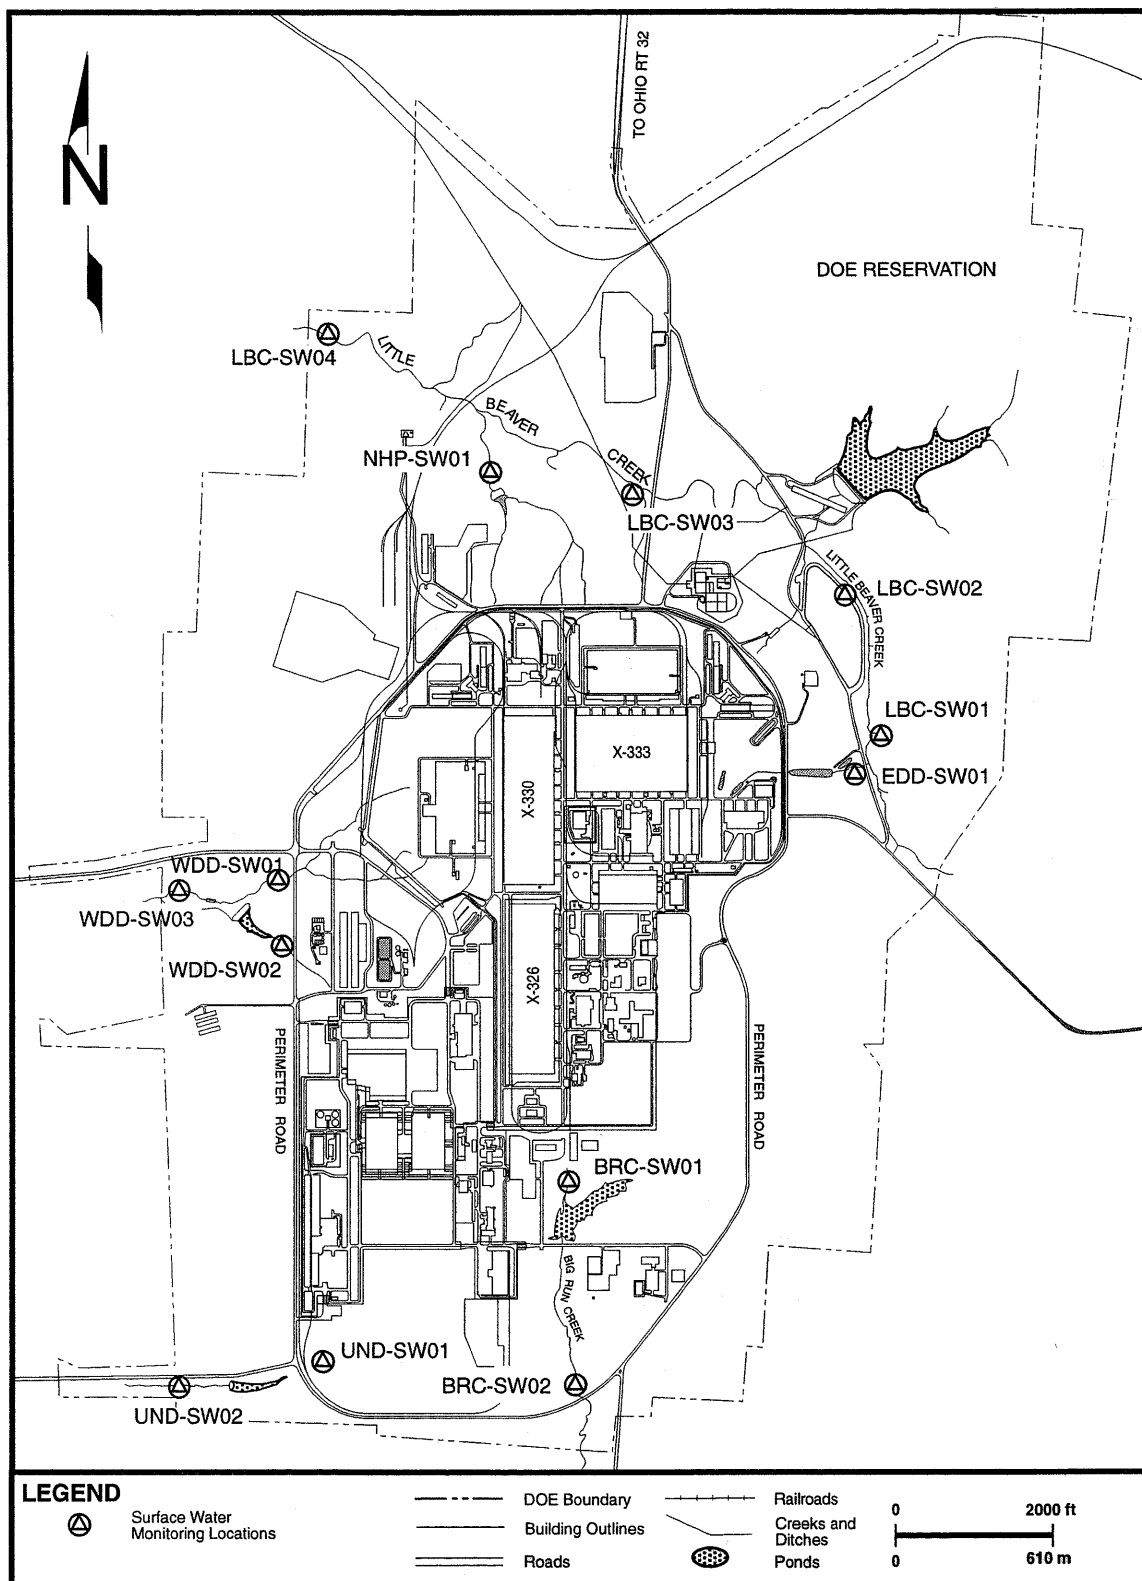 TO OHIO RT 32
N
DOE RESERVATION
LBC-SW04
LITTLE
BEAVER
CREEK
NHP-SW01
LBC-SW03
LITTLE BEAVER CREEK
LBC-SW02
LBC-SW01
EDD-SW01
X-333
X-330
WDD-SW01
WDD-SW03
WDD-SW02
X-326
PERIMETER ROAD
PERIMETER ROAD
BRC-SW01
BIG RUN CREEK
UND-SW01
BRC-SW02
UND-SW02
LEGEND
Surface Water
Monitoring Locations
DOE Boundary
Building Outlines
Roads
Railroads
Creeks and
Ditches
Ponds
0 2000 ft
0 610 m